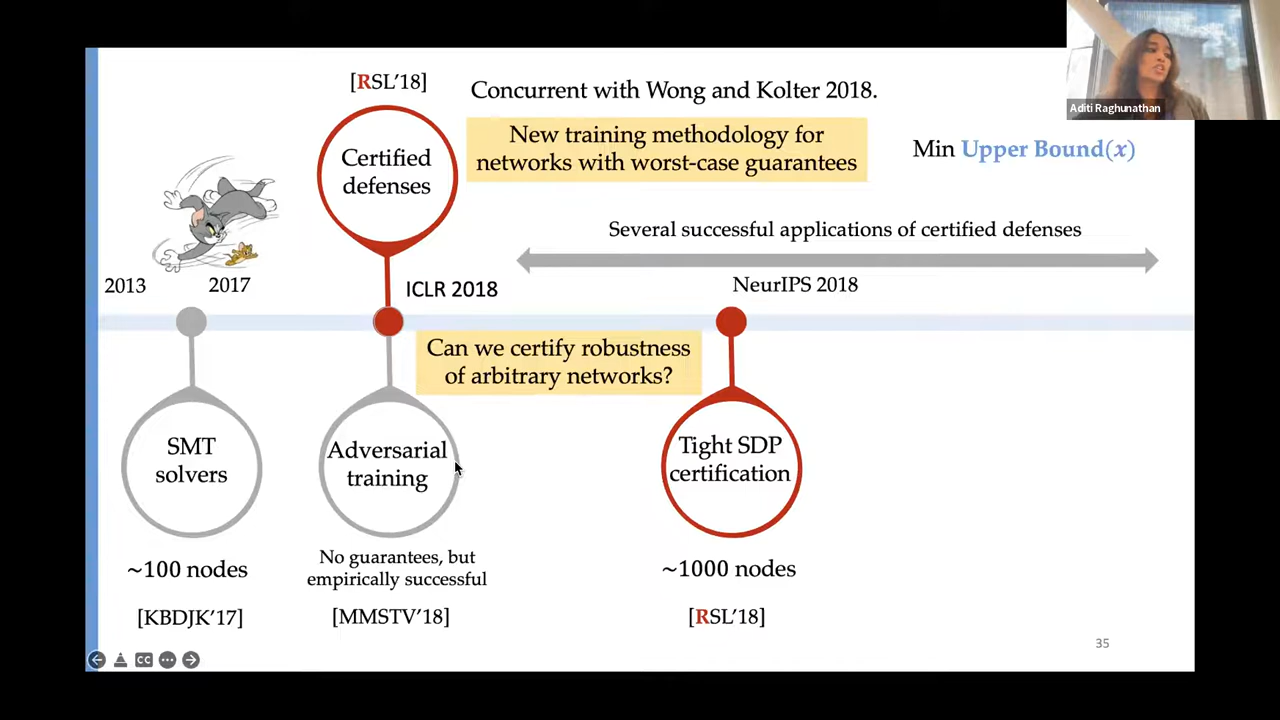 [RSL'18]
Concurrent with Wong and Kolter 2018.
Aditi Raghunathan
Certified
defenses
New training methodology for
networks with worst-case guarantees
Min Upper Bound(x)
Several successful applications of certified defenses
2013
2017
ICLR 2018
NeurIPS 2018
Can we certify robustness
of arbitrary networks?
SMT
solvers
Adversarial
training
Tight SDP
certification
~100 nodes
No guarantees, but
empirically successful
~1000 nodes
[KBDJK'17]
[MMSTV'18]
[RSL'18]
35
CC